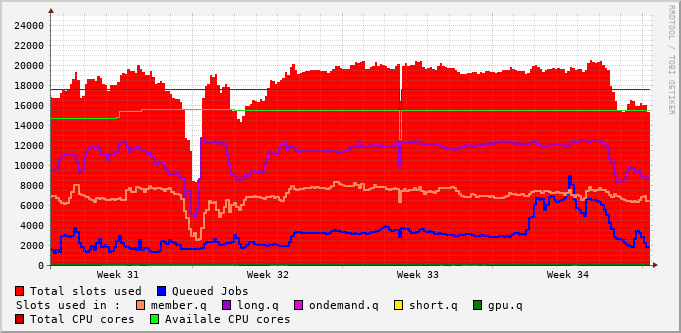 24000
22000
20000
18000
16000
14000
12000
10000
8000
6000
4000
2000
0
Week 31 Week 32 Week 33 Week 34
Total slots used Queued Jobs
Slots used in : member.q long.q ondemand.q short.q gpu.q
Total CPU cores Availale CPU cores
RRDTOOL / TOBI OETIKER